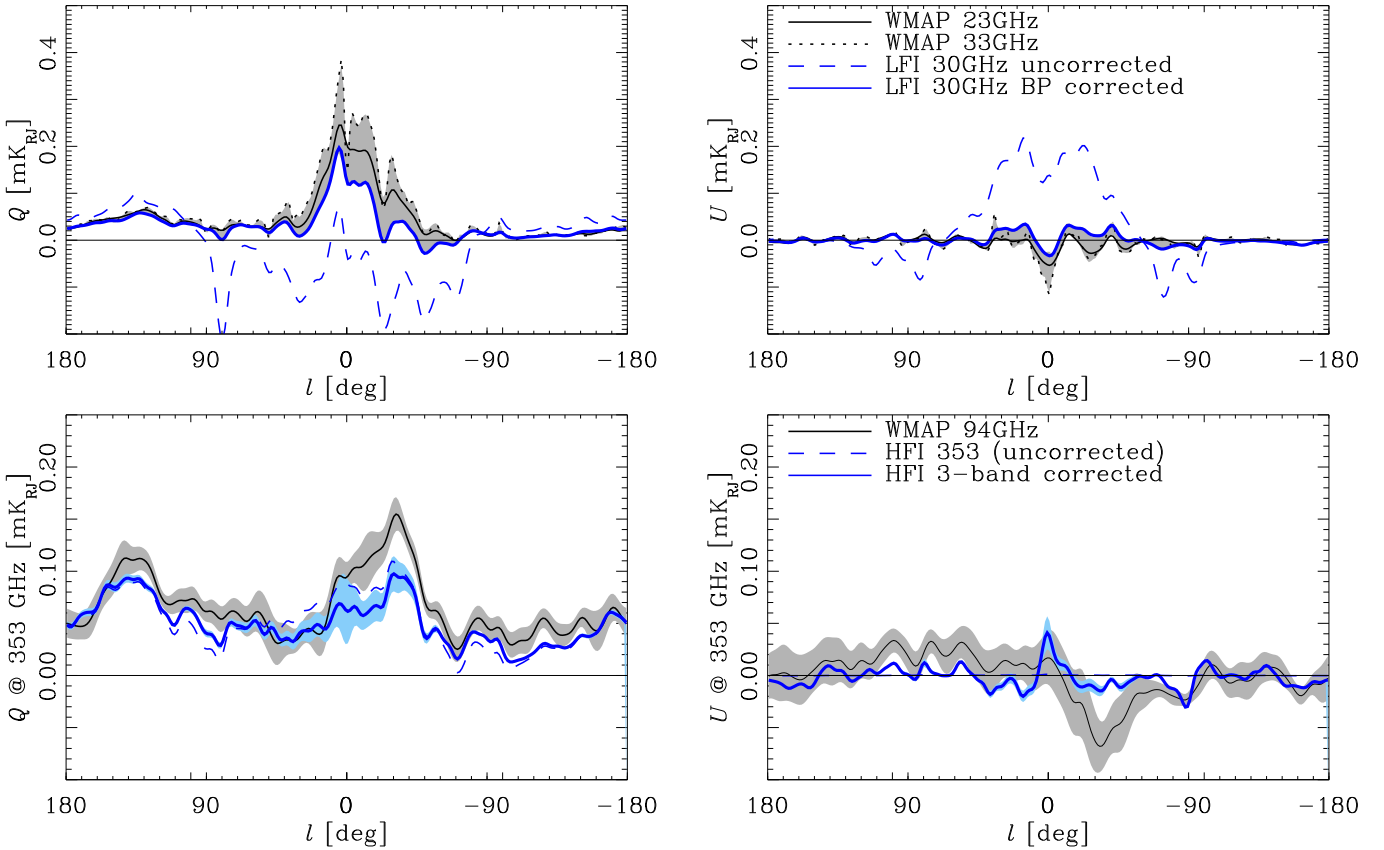 0.4
0.2
0.0
Q [mK_RJ]
180 90 0 −90 −180
l [deg]
WMAP 23GHz
WMAP 33GHz
LFI 30GHz uncorrected
LFI 30GHz BP corrected
0.4
0.2
0.0
U [mK_RJ]
180 90 0 −90 −180
l [deg]
0.20
0.10
0.00
Q @ 353 GHz [mK_RJ]
180 90 0 −90 −180
l [deg]
WMAP 94GHz
HFI 353 (uncorrected)
HFI 3−band corrected
0.20
0.10
0.00
U @ 353 GHz [mK_RJ]
180 90 0 −90 −180
l [deg]